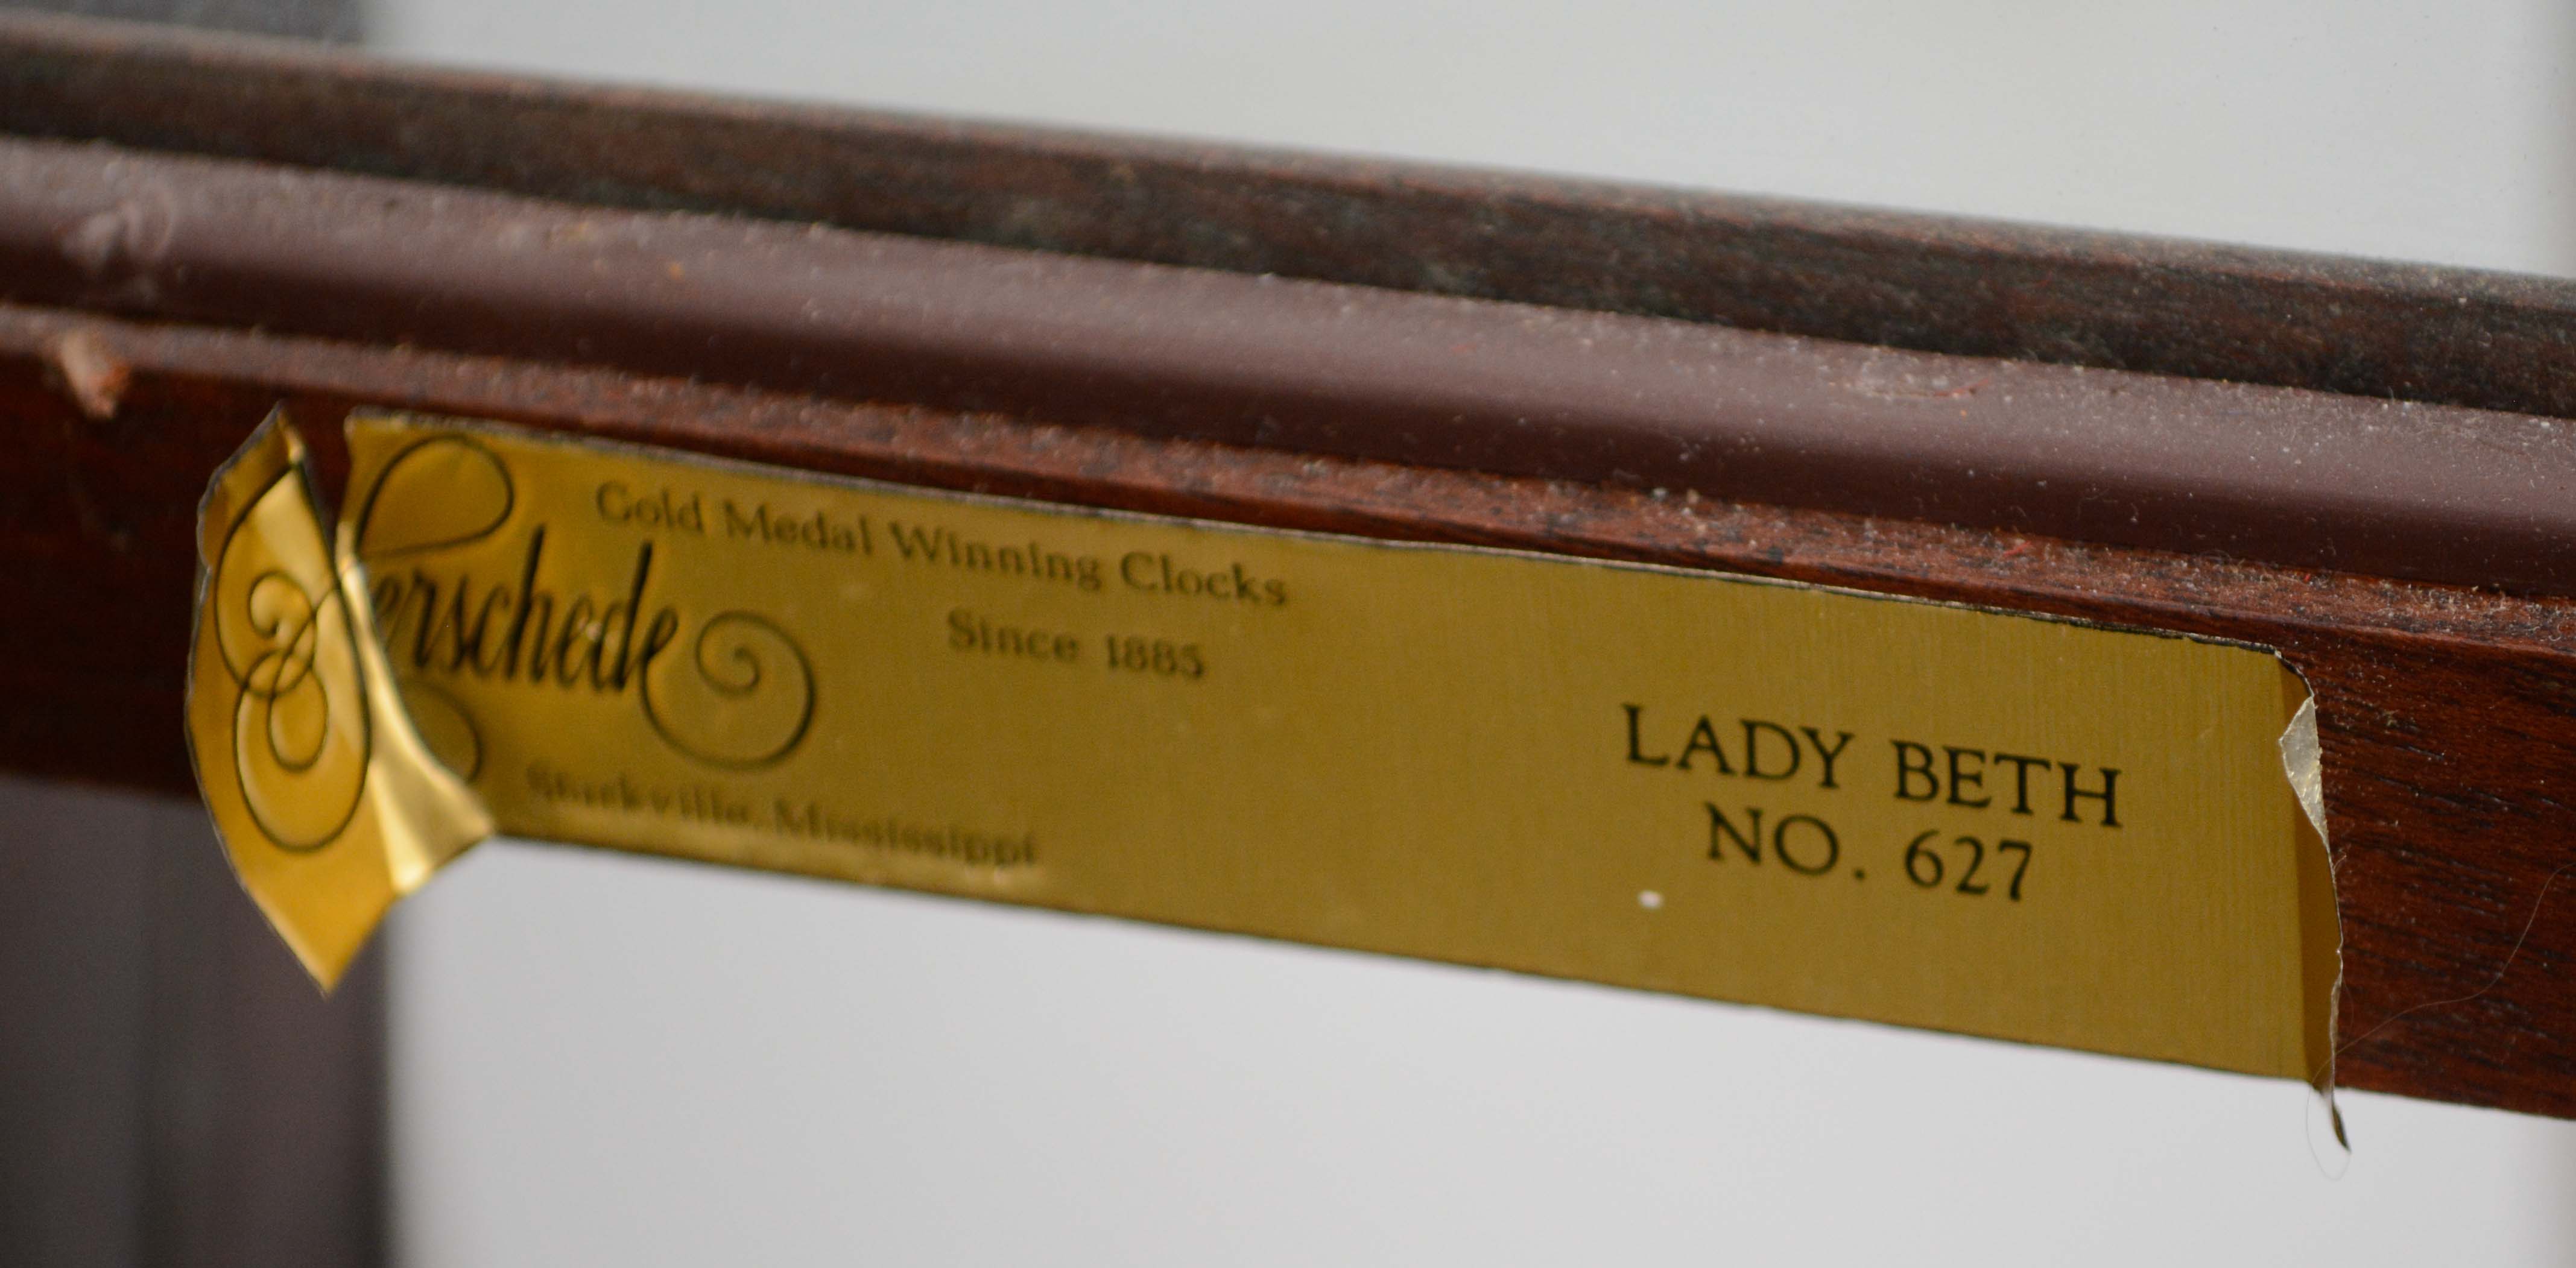 Herschede
Gold Medal Winning Clocks
Since 1885
Starkville, Mississippi
LADY BETH
NO. 627